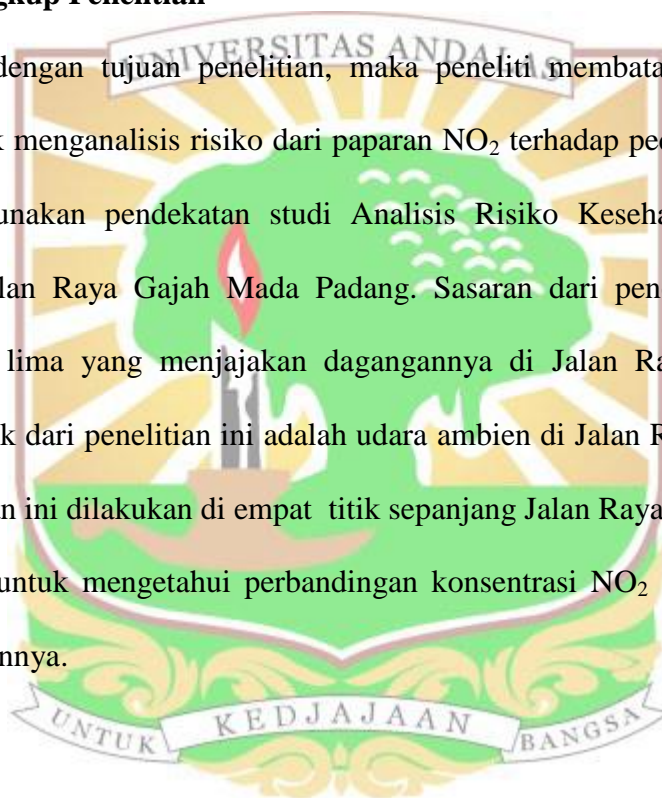 gkup Penelitian
UNIVERSITAS ANDALAS
dengan tujuan penelitian, maka peneliti membata
k menganalisis risiko dari paparan NO₂ terhadap ped
unakan pendekatan studi Analisis Risiko Keseha
lan Raya Gajah Mada Padang. Sasaran dari pen
lima yang menjajakan dagangannya di Jalan Ra
k dari penelitian ini adalah udara ambien di Jalan R
n ini dilakukan di empat titik sepanjang Jalan Raya
untuk mengetahui perbandingan konsentrasi NO₂
nnya.
UNTUK KEDJAJAAN BANGSA